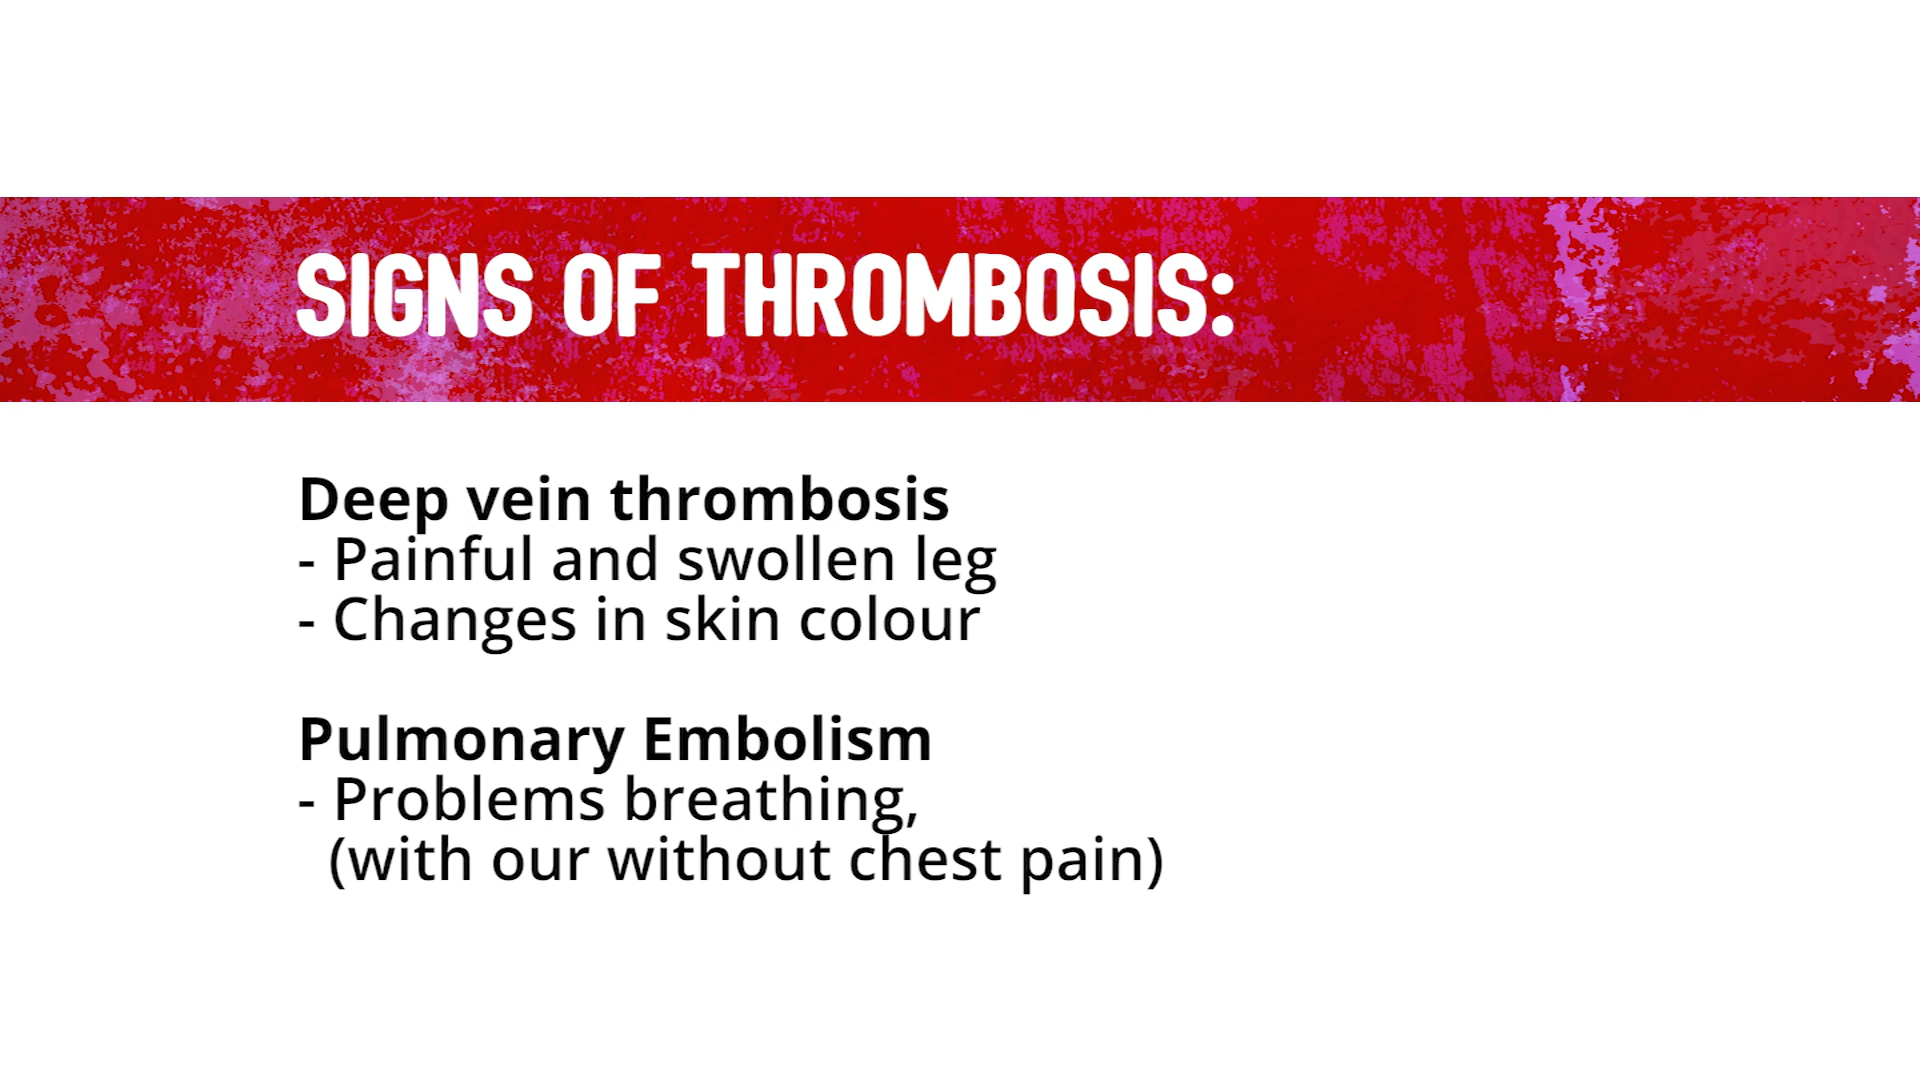 SIGNS OF THROMBOSIS:
Deep vein thrombosis
- Painful and swollen leg
- Changes in skin colour
Pulmonary Embolism
- Problems breathing,
(with our without chest pain)